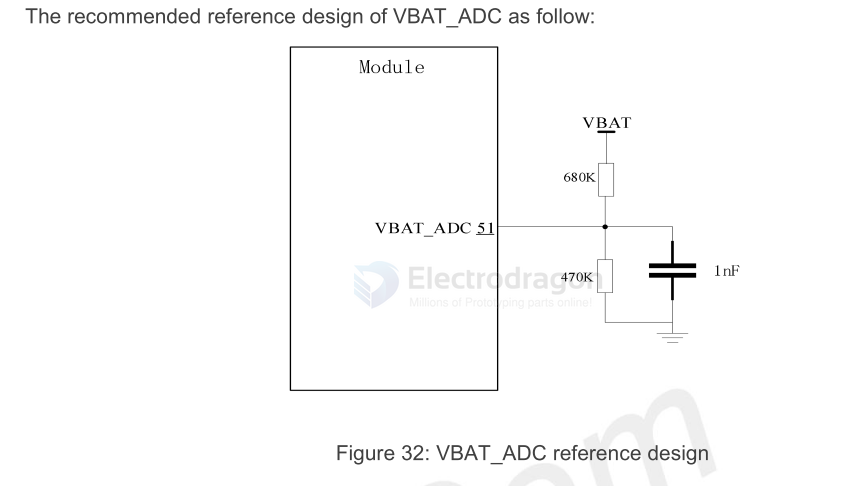 The recommended reference design of VBAT_ADC as follow:
Module
VBAT
680K
VBAT_ADC 51
470K
1nF
Electrodragon
Millions of Prototyping parts online!
Figure 32: VBAT_ADC reference design
com